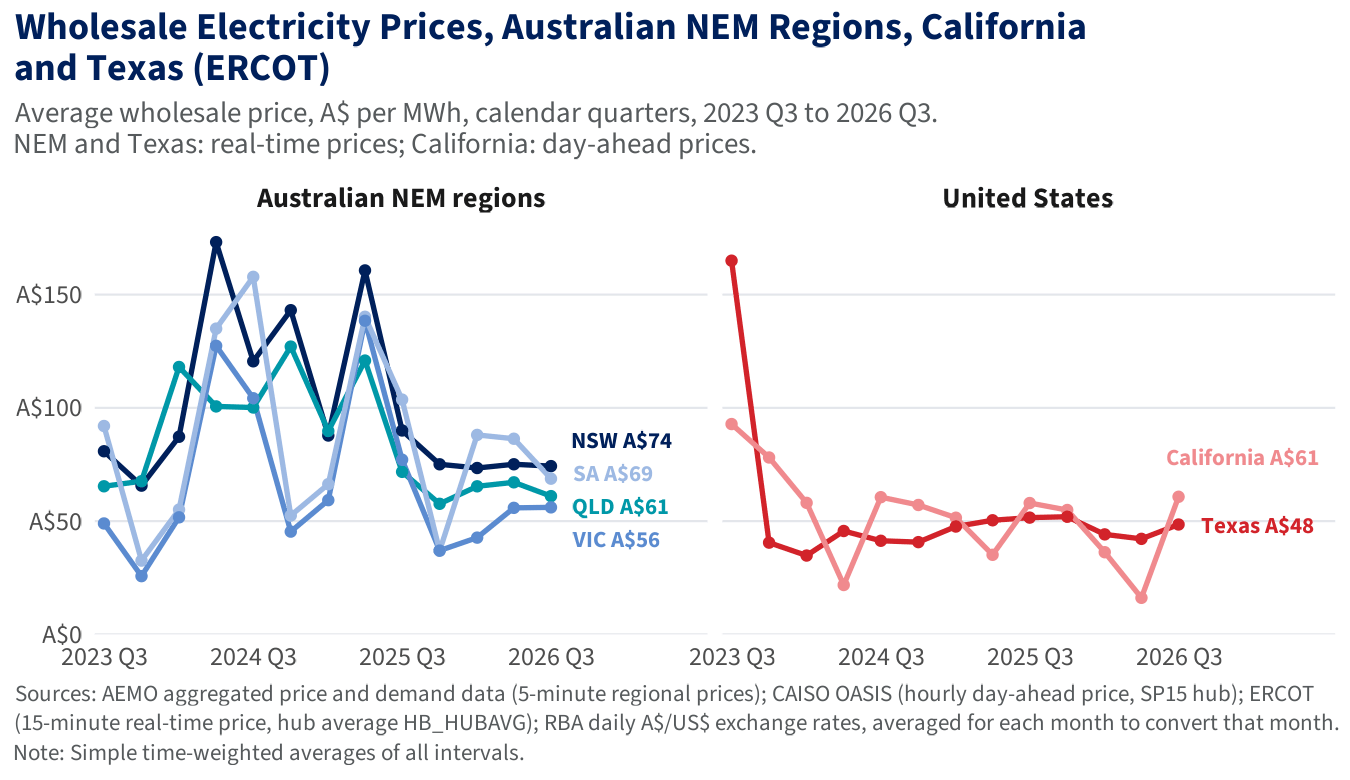 Wholesale Electricity Prices, Australian NEM Regions, California
and Texas (ERCOT)
Average wholesale price, A$ per MWh, calendar quarters, 2023 Q3 to 2026 Q3.
NEM and Texas: real-time prices; California: day-ahead prices.
Australian NEM regions
United States
A$150
A$100
A$50
A$0
NSW A$74
SA A$69
QLD A$61
VIC A$56
California A$61
Texas A$48
2023 Q3
2024 Q3
2025 Q3
2026 Q3
2023 Q3
2024 Q3
2025 Q3
2026 Q3
Sources: AEMO aggregated price and demand data (5-minute regional prices); CAISO OASIS (hourly day-ahead price, SP15 hub); ERCOT
(15-minute real-time price, hub average HB_HUBAVG); RBA daily A$/US$ exchange rates, averaged for each month to convert that month.
Note: Simple time-weighted averages of all intervals.